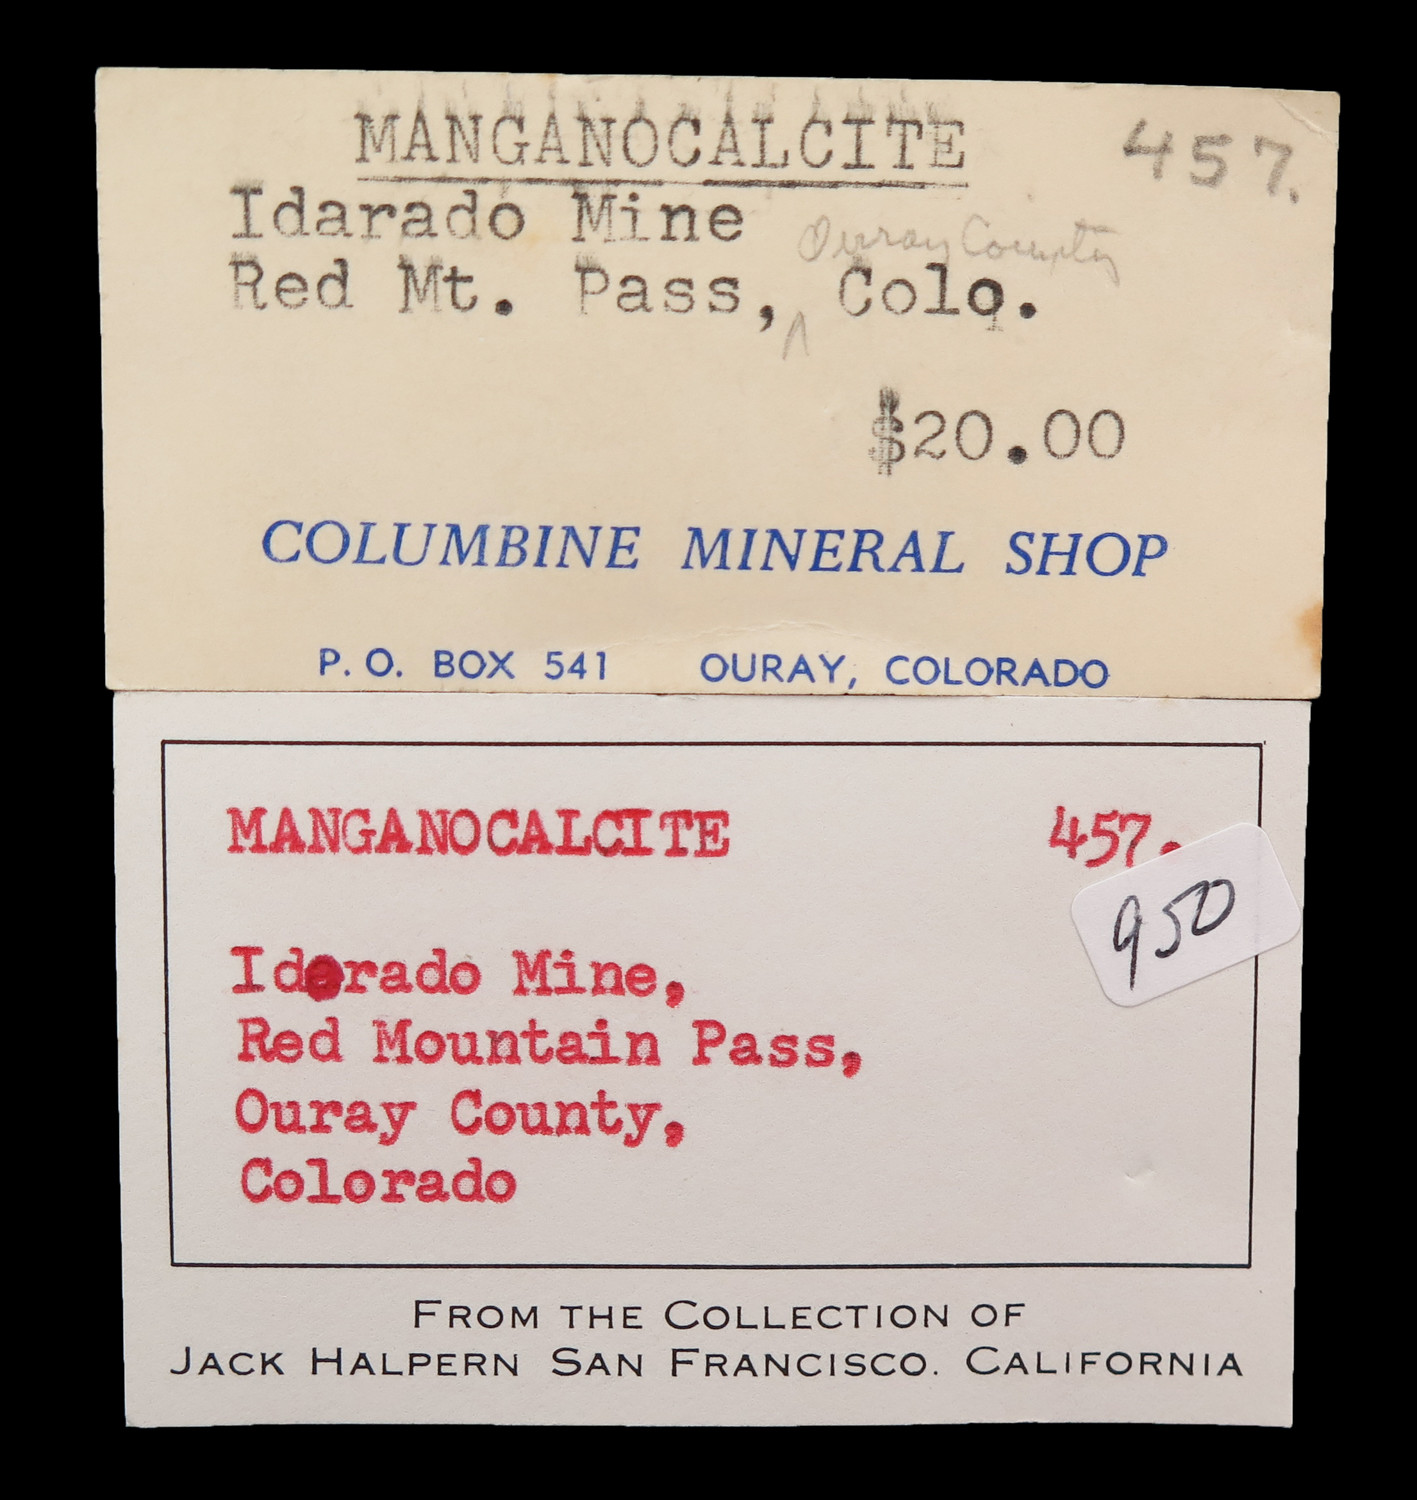 MANGANOCALCITE 457.
Idarado Mine
Ouray County
Red Mt. Pass, ^ Colo.
$20.00
COLUMBINE MINERAL SHOP
P. O. BOX 541 OURAY, COLORADO
MANGANOCALCITE 457.
950
Idarado Mine,
Red Mountain Pass,
Ouray County,
Colorado
FROM THE COLLECTION OF
JACK HALPERN SAN FRANCISCO. CALIFORNIA